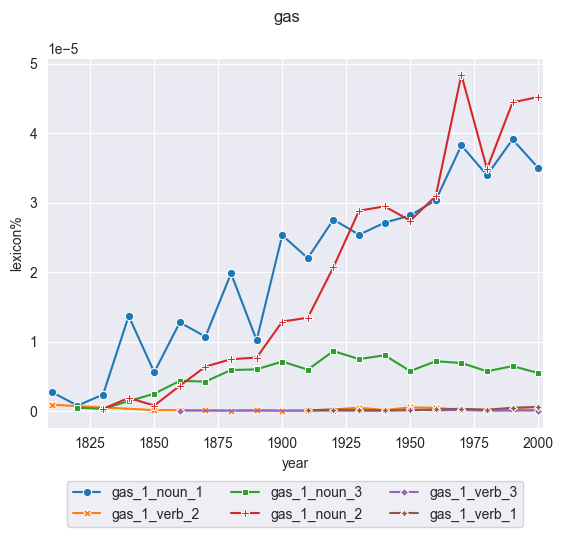 gas
1e−5
5
4
3
2
1
0
lexicon%
1825 1850 1875 1900 1925 1950 1975 2000
year
gas_1_noun_1 gas_1_noun_3 gas_1_verb_3
gas_1_verb_2 gas_1_noun_2 gas_1_verb_1